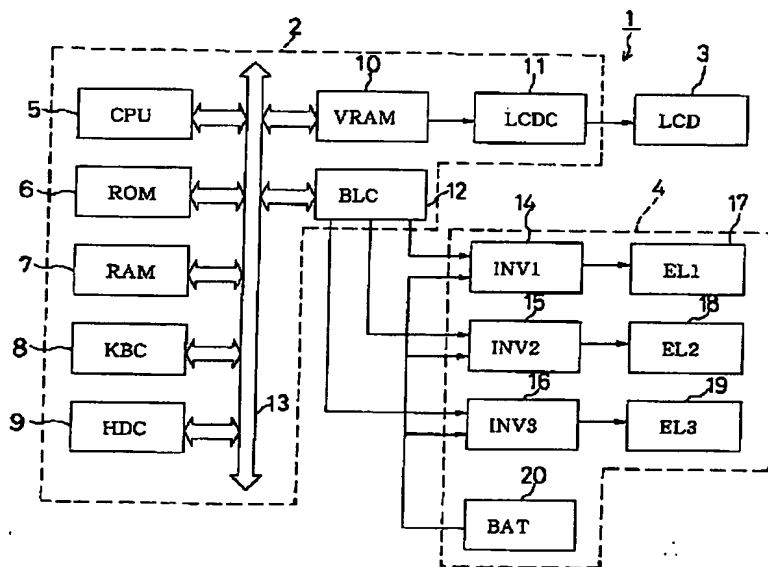 2
10
11
1
3
5
CPU
VRAM
LCDC
LCD
6
ROM
BLC
12
14
4
17
7
RAM
INV1
EL1
15
18
8
KBC
INV2
EL2
16
19
9
HDC
13
INV3
EL3
20
BAT